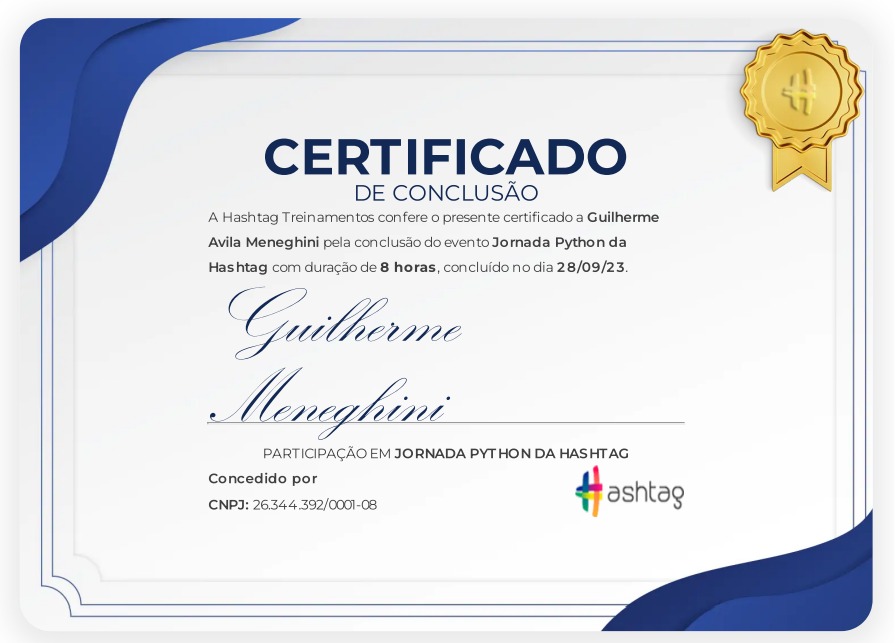 CERTIFICADO
DE CONCLUSÃO
A Hashtag Treinamentos confere o presente certificado a Guilherme
Avila Meneghini pela conclusão do evento Jornada Python da
Hashtag com duração de 8 horas, concluído no dia 28/09/23.
Guilherme
Meneghini
PARTICIPAÇÃO EM JORNADA PYTHON DA HASHTAG
Concedido por
CNPJ: 26.344.392/0001-08
Hashtag